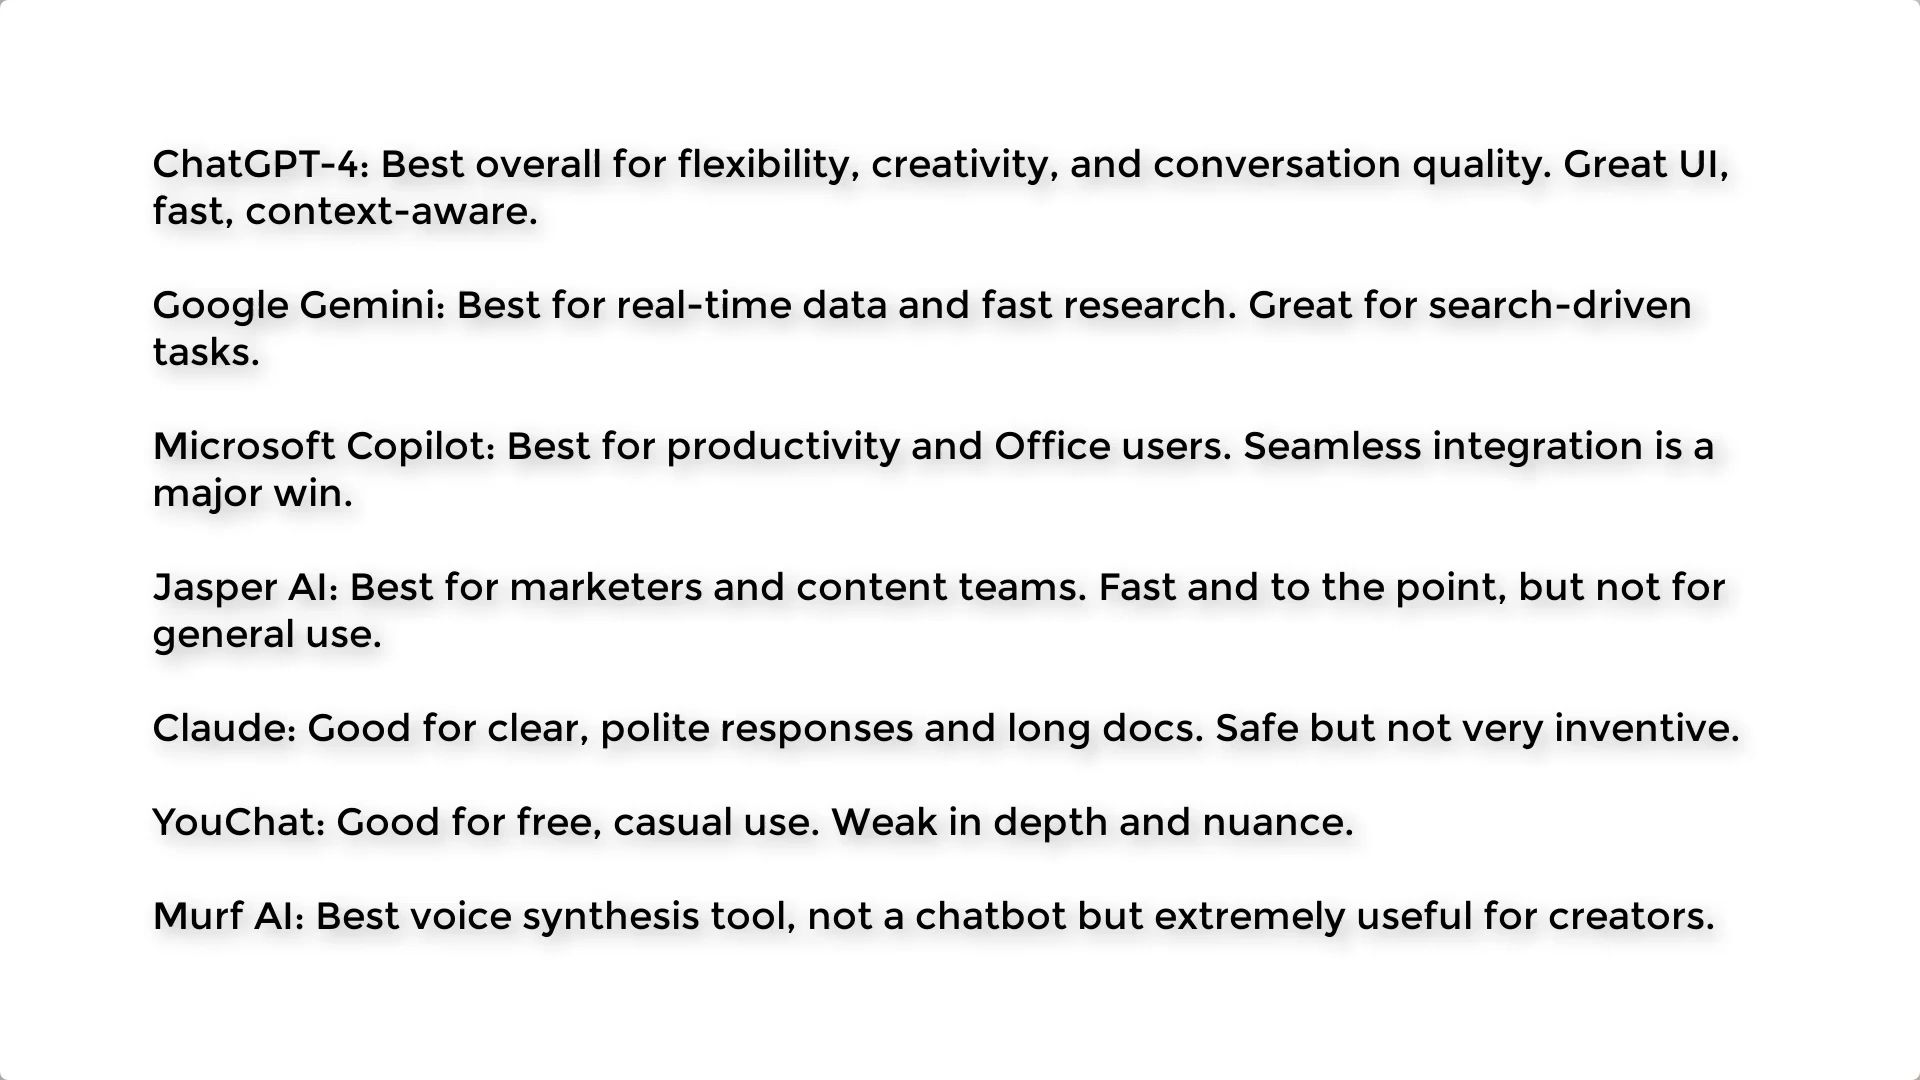 ChatGPT-4: Best overall for flexibility, creativity, and conversation quality. Great UI,
fast, context-aware.
Google Gemini: Best for real-time data and fast research. Great for search-driven
tasks.
Microsoft Copilot: Best for productivity and Office users. Seamless integration is a
major win.
Jasper AI: Best for marketers and content teams. Fast and to the point, but not for
general use.
Claude: Good for clear, polite responses and long docs. Safe but not very inventive.
YouChat: Good for free, casual use. Weak in depth and nuance.
Murf AI: Best voice synthesis tool, not a chatbot but extremely useful for creators.